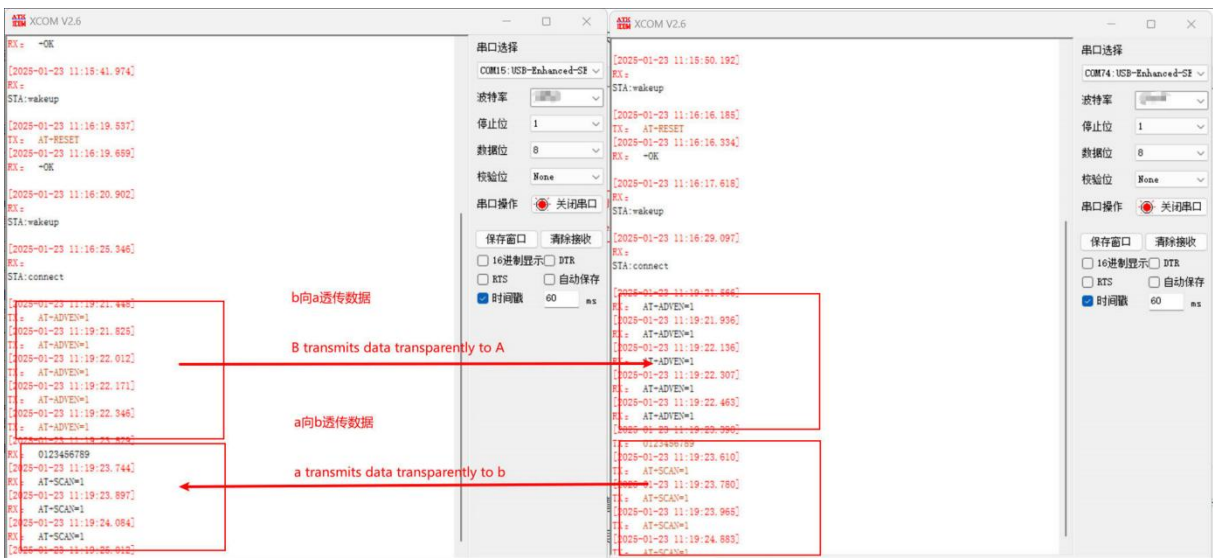 XCOM V2.6
RX: -OK
[2025-01-23 11:15:41.974]
RX:
STA:wakeup
[2025-01-23 11:16:19.537]
TX: AT-RESET
[2025-01-23 11:16:19.659]
RX: -OK
[2025-01-23 11:16:20.902]
RX:
STA:wakeup
[2025-01-23 11:16:25.346]
RX:
STA:connect
[2025-01-23 11:19:21.448]
TX: AT-ADVEN=1
[2025-01-23 11:19:21.825]
TX: AT-ADVEN=1
[2025-01-23 11:19:22.012]
TX: AT-ADVEN=1
[2025-01-23 11:19:22.171]
TX: AT-ADVEN=1
[2025-01-23 11:19:22.346]
TX: AT-ADVEN=1
RX: 0123456789
[2025-01-23 11:19:23.744]
RX: AT-SCAN=1
[2025-01-23 11:19:23.897]
RX: AT-SCAN=1
[2025-01-23 11:19:24.084]
RX: AT-SCAN=1
串口选择
COM15:USB-Enhanced-SE
波特率
停止位 1
数据位 8
校验位 None
串口操作 关闭串口
保存窗口 清除接收
16进制显示 DTR
RTS 自动保存
时间戳 60 ms
b向a透传数据
B transmits data transparently to A
a向b透传数据
a transmits data transparently to b
XCOM V2.6
[2025-01-23 11:15:50.192]
RX:
STA:wakeup
[2025-01-23 11:16:16.185]
TX: AT-RESET
[2025-01-23 11:16:16.334]
RX: -OK
[2025-01-23 11:16:17.618]
RX:
STA:wakeup
[2025-01-23 11:16:29.097]
RX:
STA:connect
RX: AT-ADVEN=1
[2025-01-23 11:19:21.936]
RX: AT-ADVEN=1
[2025-01-23 11:19:22.136]
RX: AT-ADVEN=1
[2025-01-23 11:19:22.307]
RX: AT-ADVEN=1
[2025-01-23 11:19:22.463]
RX: AT-ADVEN=1
TX: 0123456789
[2025-01-23 11:19:23.610]
TX: AT-SCAN=1
[2025-01-23 11:19:23.780]
TX: AT-SCAN=1
[2025-01-23 11:19:23.965]
TX: AT-SCAN=1
[2025-01-23 11:19:24.883]
TX: AT-SCAN=1
串口选择
COM74:USB-Enhanced-SE
波特率
停止位 1
数据位 8
校验位 None
串口操作 关闭串口
保存窗口 清除接收
16进制显示 DTR
RTS 自动保存
时间戳 60 ms